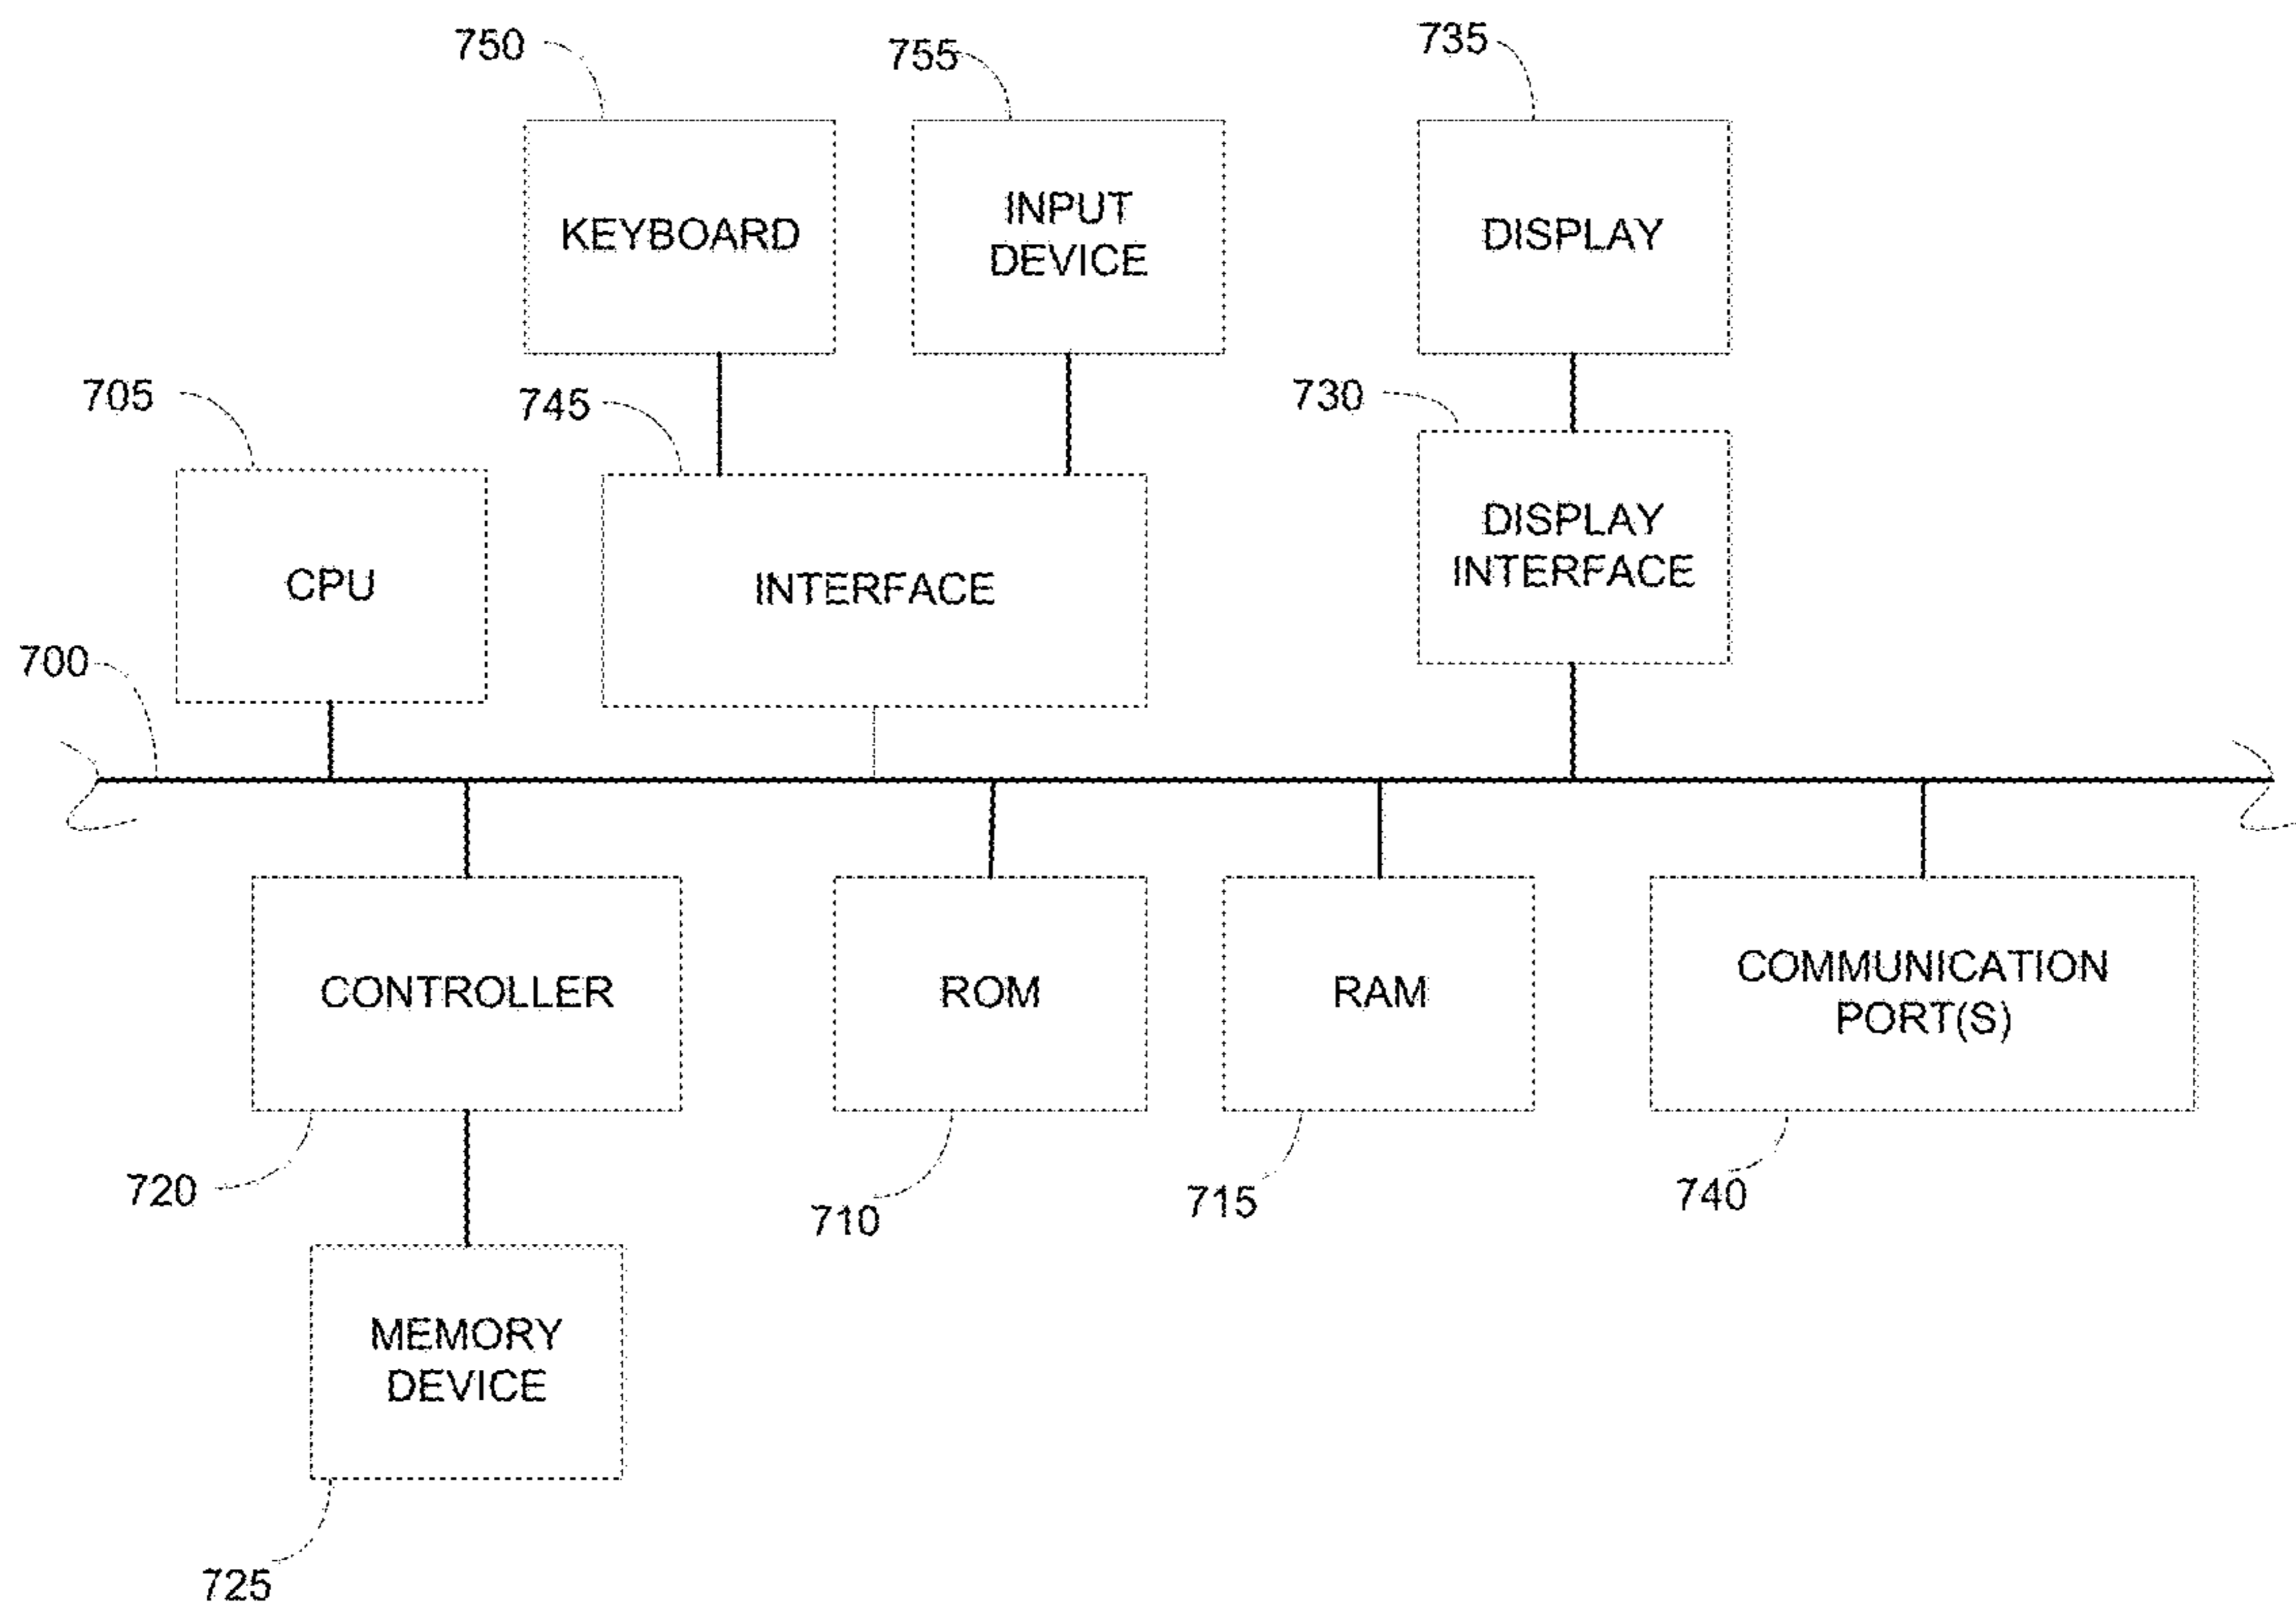 750
755
735
KEYBOARD
INPUT
DEVICE
DISPLAY
705
745
730
CPU
INTERFACE
DISPLAY
INTERFACE
700
CONTROLLER
ROM
RAM
COMMUNICATION
PORT(S)
720
710
715
740
MEMORY
DEVICE
725